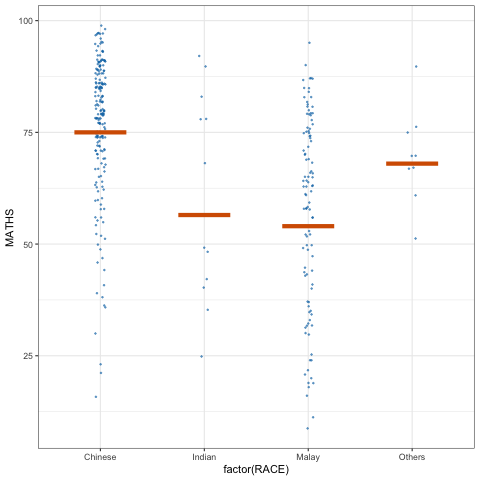 100
75
50
25
MATHS
Chinese
Indian
Malay
Others
factor(RACE)